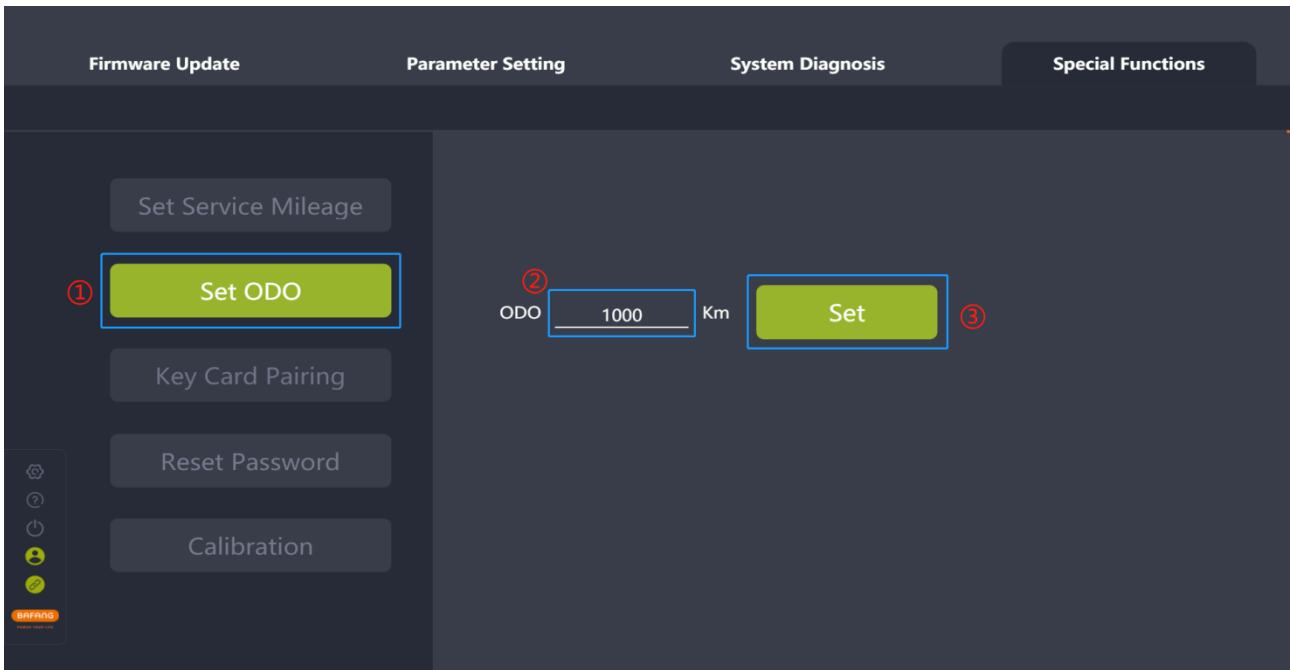 Firmware Update
Parameter Setting
System Diagnosis
Special Functions
Set Service Mileage
① Set ODO
②
ODO 1000 Km Set ③
Key Card Pairing
Reset Password
Calibration
BAFANG